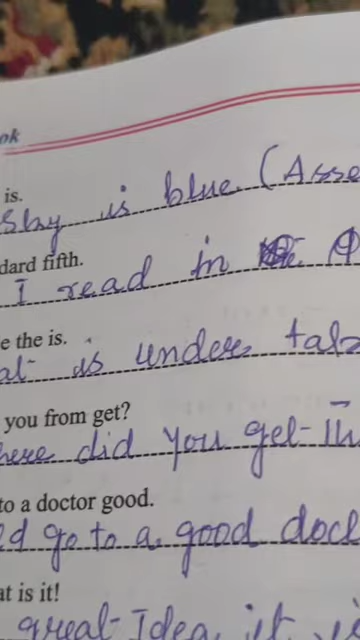 ok
is.
Sky is blue (Asse
dard fifth.
I read in
e the is.
at is under tab
you from get?
here did you get
to a doctor good.
d go to a good doct
at is it!
great Idea it